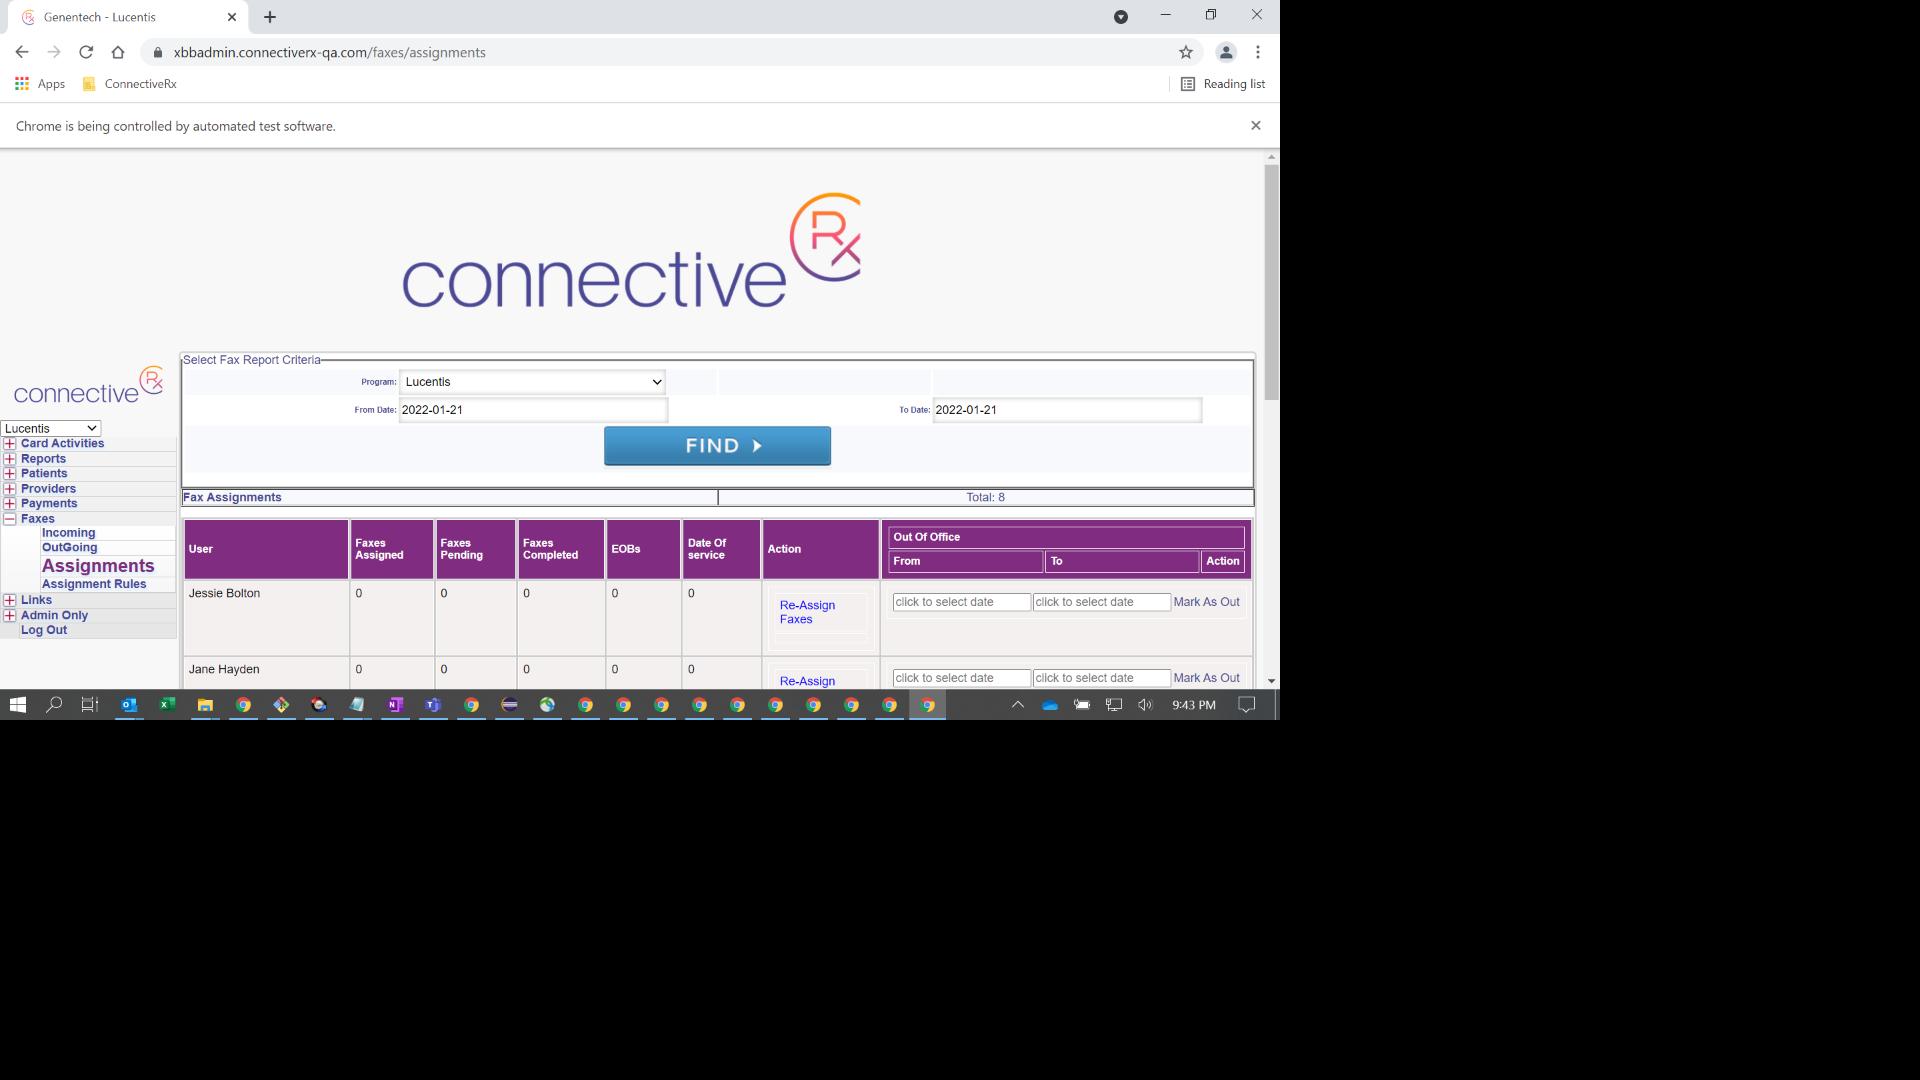 Genentech - Lucentis
xbbadmin.connectiverx-qa.com/faxes/assignments
Apps ConnectiveRx Reading list
Chrome is being controlled by automated test software.
connective Rx
connective Rx
Lucentis
Card Activities
Reports
Patients
Providers
Payments
Faxes
Incoming
OutGoing
Assignments
Assignment Rules
Links
Admin Only
Log Out
Select Fax Report Criteria
Program: Lucentis
From Date: 2022-01-21 To Date: 2022-01-21
FIND
Fax Assignments Total: 8
User Faxes Assigned Faxes Pending Faxes Completed EOBs Date Of service Action Out Of Office
From To Action
Jessie Bolton 0 0 0 0 0 Re-Assign Faxes click to select date click to select date Mark As Out
Jane Hayden 0 0 0 0 0 Re-Assign click to select date click to select date Mark As Out
9:43 PM